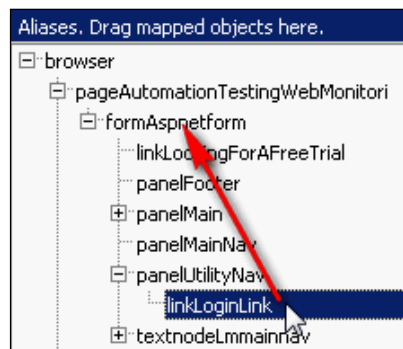 Aliases. Drag mapped objects here.
browser
pageAutomationTestingWebMonitori
formAspnetform
linkLookingForAFreeTrial
panelFooter
panelMain
panelMainNav
panelUtilityNav
linkLoginLink
textnodeLmmainnav